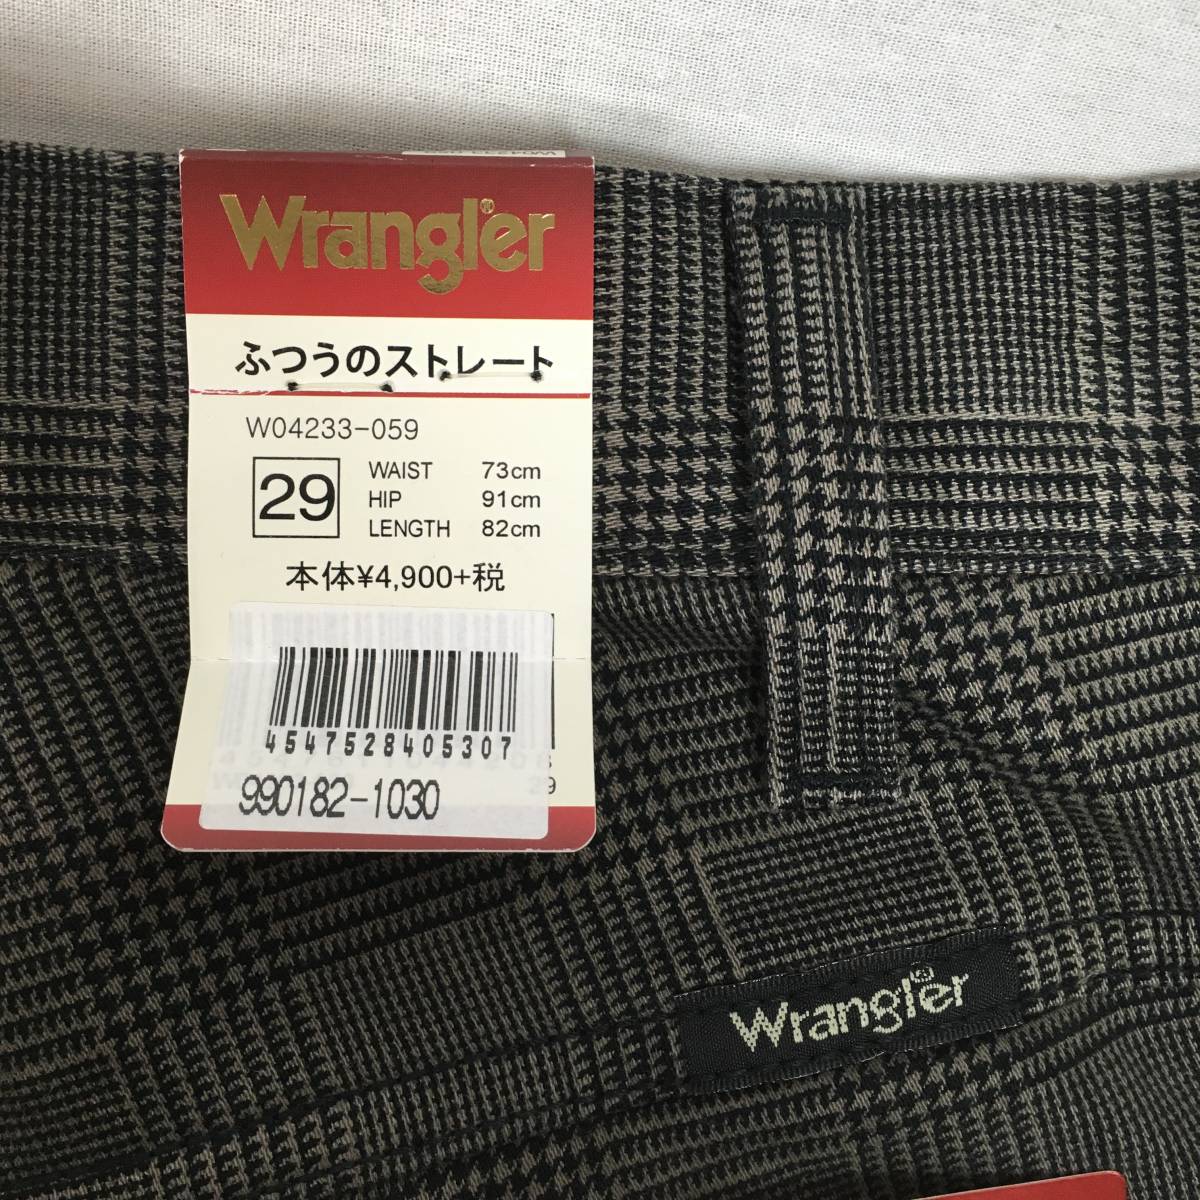 Wrangler®
ふつうのストレート
W04233-059
29
WAIST 73cm
HIP 91cm
LENGTH 82cm
本体¥4,900+税
4547528405307
990182-1030
Wrangler®